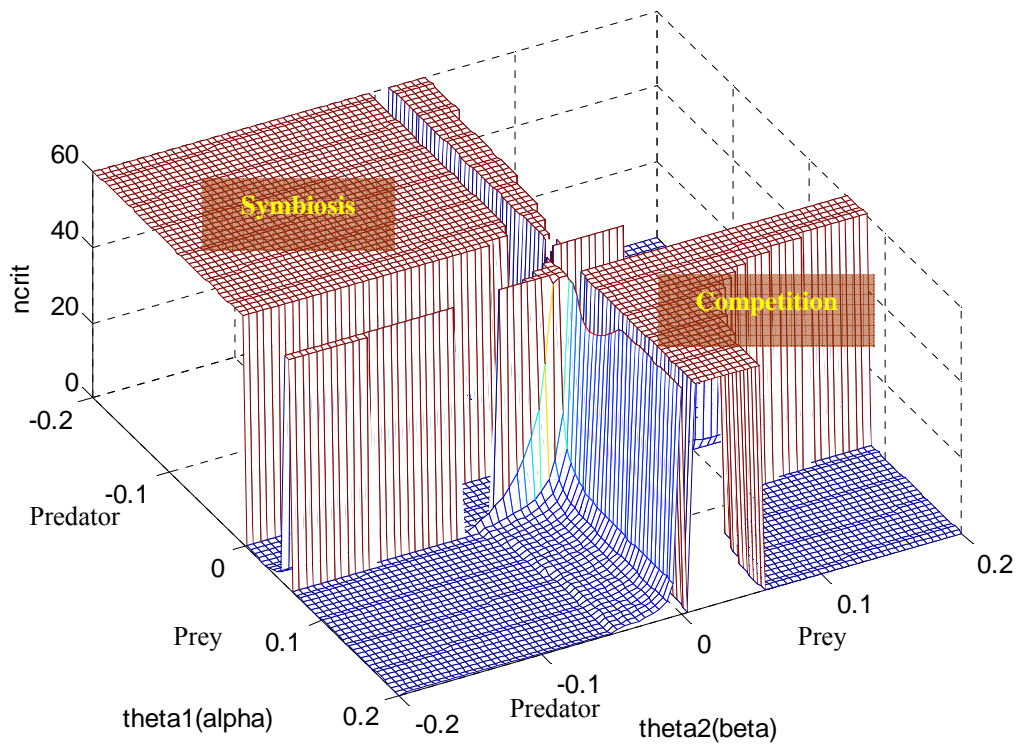 60
40
20
0
ncrit
Symbiosis
Competition
-0.2
-0.1
0
0.1
0.2
Predator
Prey
theta1(alpha)
-0.2
-0.1
0
0.1
0.2
Predator
Prey
theta2(beta)